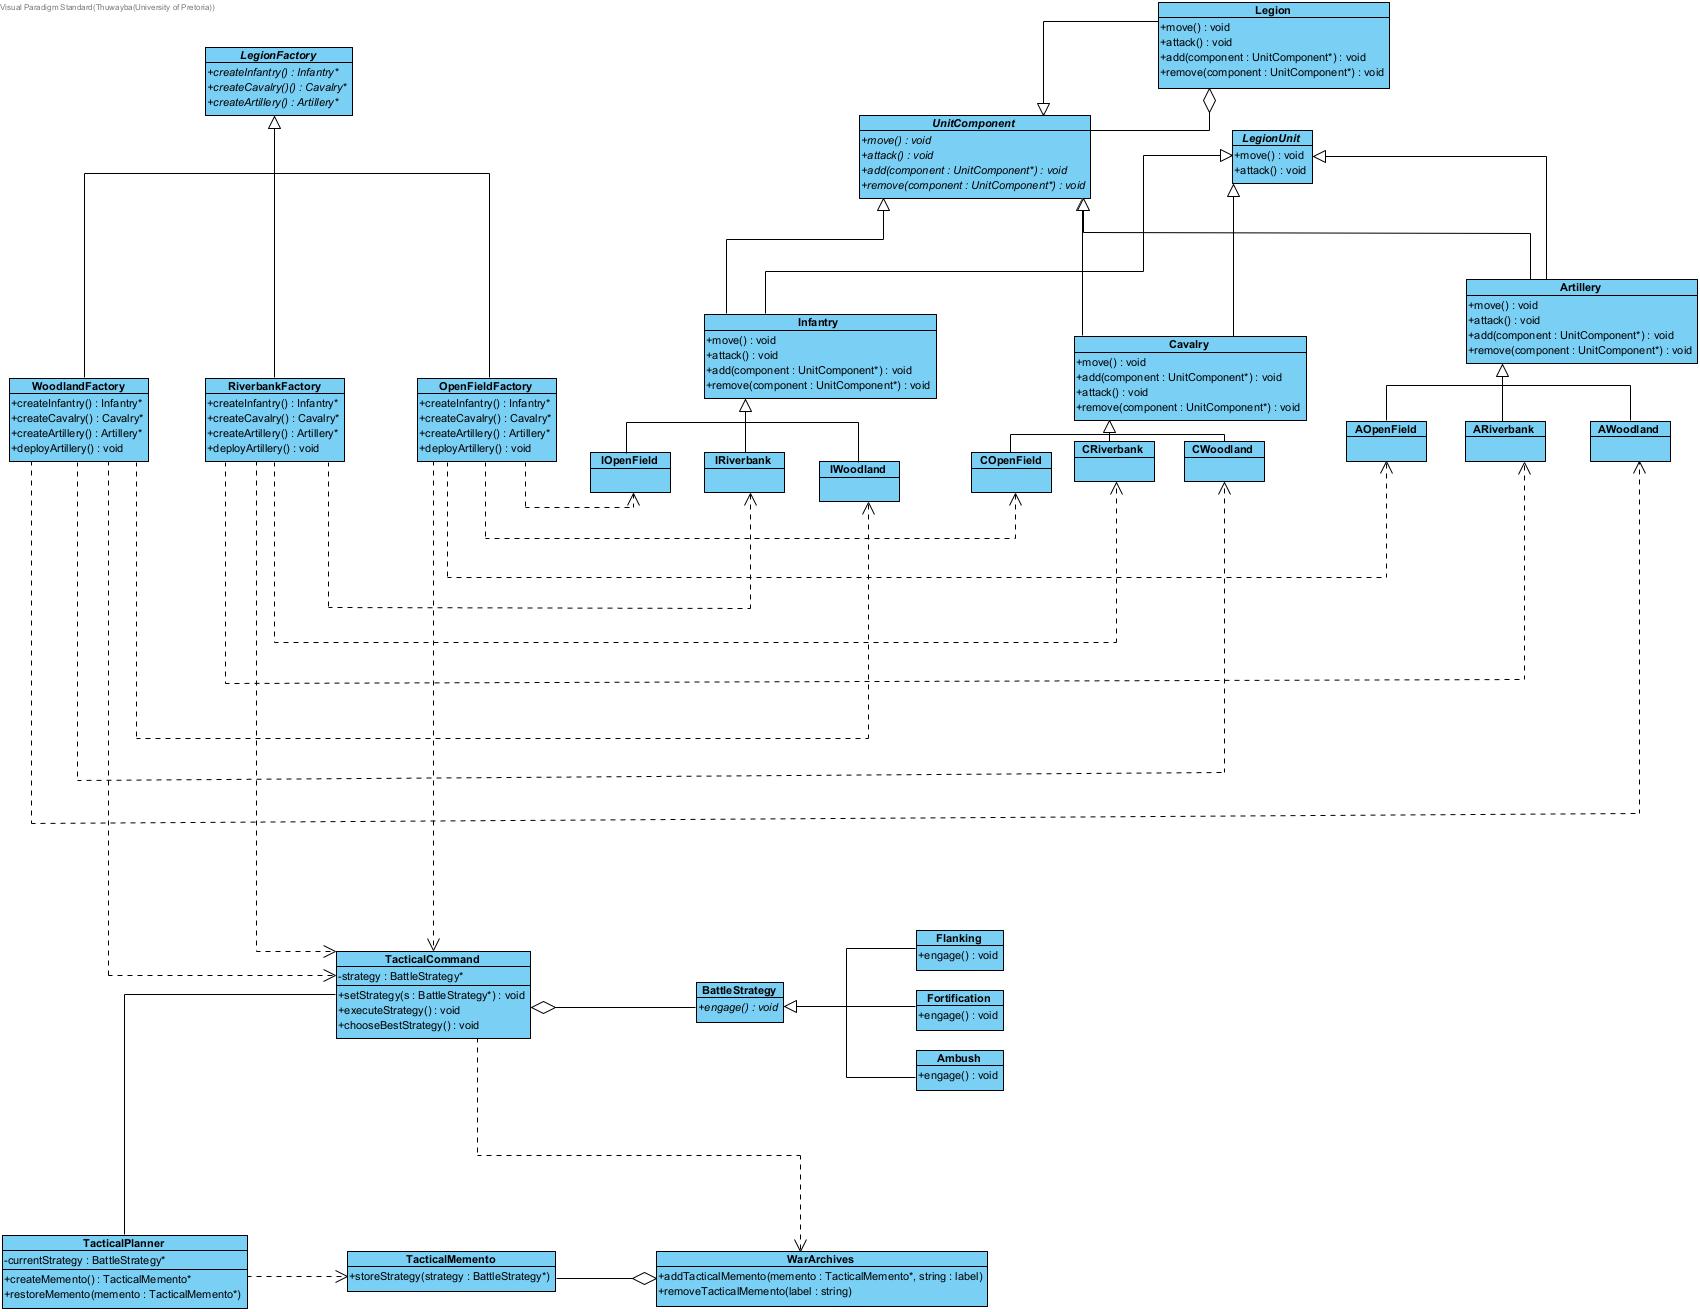 Visual Paradigm Standard(Thuwayba(University of Pretoria))
Legion
+move() : void
+attack() : void
+add(component : UnitComponent*) : void
+remove(component : UnitComponent*) : void
LegionFactory
+createInfantry() : Infantry*
+createCavalry()() : Cavalry*
+createArtillery() : Artillery*
UnitComponent
+move() : void
+attack() : void
+add(component : UnitComponent*) : void
+remove(component : UnitComponent*) : void
LegionUnit
+move() : void
+attack() : void
Artillery
+move() : void
+attack() : void
+add(component : UnitComponent*) : void
+remove(component : UnitComponent*) : void
Infantry
+move() : void
+attack() : void
+add(component : UnitComponent*) : void
+remove(component : UnitComponent*) : void
Cavalry
+move() : void
+add(component : UnitComponent*) : void
+attack() : void
+remove(component : UnitComponent*) : void
WoodlandFactory
+createInfantry() : Infantry*
+createCavalry() : Cavalry*
+createArtillery() : Artillery*
+deployArtillery() : void
RiverbankFactory
+createInfantry() : Infantry*
+createCavalry() : Cavalry*
+createArtillery() : Artillery*
+deployArtillery() : void
OpenFieldFactory
+createInfantry() : Infantry*
+createCavalry() : Cavalry*
+createArtillery() : Artillery*
+deployArtillery() : void
IOpenField
IRiverbank
IWoodland
COpenField
CRiverbank
CWoodland
AOpenField
ARiverbank
AWoodland
TacticalCommand
-strategy : BattleStrategy*
+setStrategy(s : BattleStrategy*) : void
+executeStrategy() : void
+chooseBestStrategy() : void
BattleStrategy
+engage() : void
Flanking
+engage() : void
Fortification
+engage() : void
Ambush
+engage() : void
TacticalPlanner
-currentStrategy : BattleStrategy*
+createMemento() : TacticalMemento*
+restoreMemento(memento : TacticalMemento*)
TacticalMemento
+storeStrategy(strategy : BattleStrategy*)
WarArchives
+addTacticalMemento(memento : TacticalMemento*, string : label)
+removeTacticalMemento(label : string)